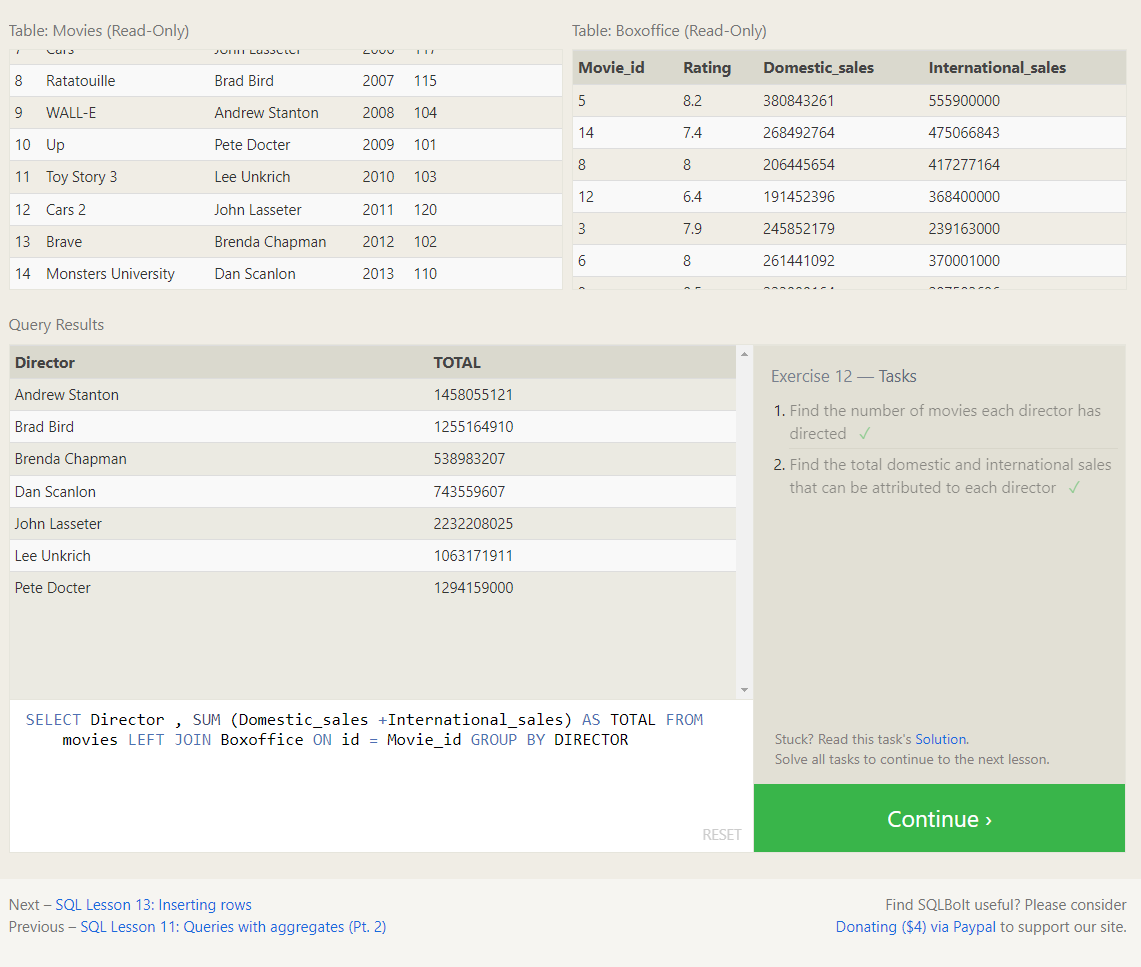 Table: Movies (Read-Only)
Table: Boxoffice (Read-Only)
7 Cars John Lasseter 2006 117
8 Ratatouille Brad Bird 2007 115
9 WALL-E Andrew Stanton 2008 104
10 Up Pete Docter 2009 101
11 Toy Story 3 Lee Unkrich 2010 103
12 Cars 2 John Lasseter 2011 120
13 Brave Brenda Chapman 2012 102
14 Monsters University Dan Scanlon 2013 110
Movie_id Rating Domestic_sales International_sales
5 8.2 380843261 555900000
14 7.4 268492764 475066843
8 8 206445654 417277164
12 6.4 191452396 368400000
3 7.9 245852179 239163000
6 8 261441092 370001000
Query Results
Director TOTAL
Andrew Stanton 1458055121
Brad Bird 1255164910
Brenda Chapman 538983207
Dan Scanlon 743559607
John Lasseter 2232208025
Lee Unkrich 1063171911
Pete Docter 1294159000
Exercise 12 — Tasks
1. Find the number of movies each director has
directed ✓
2. Find the total domestic and international sales
that can be attributed to each director ✓
SELECT Director , SUM (Domestic_sales +International_sales) AS TOTAL FROM
movies LEFT JOIN Boxoffice ON id = Movie_id GROUP BY DIRECTOR
RESET
Stuck? Read this task's Solution.
Solve all tasks to continue to the next lesson.
Continue ›
Next – SQL Lesson 13: Inserting rows
Previous – SQL Lesson 11: Queries with aggregates (Pt. 2)
Find SQLBolt useful? Please consider
Donating ($4) via Paypal to support our site.